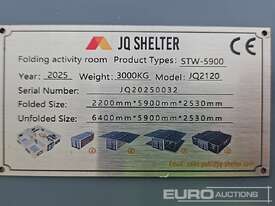 JQ SHELTER
CE
Folding activity room Product Types: STW-5900
Year: 2025 Weight: 3000KG Model: JQ2120
Serial Number: JQ20250032
Folded Size: 2200mm*5900mm*2530mm
Unfolded Size: 6400mm*5900mm*2530mm
EURO AUCTIONS